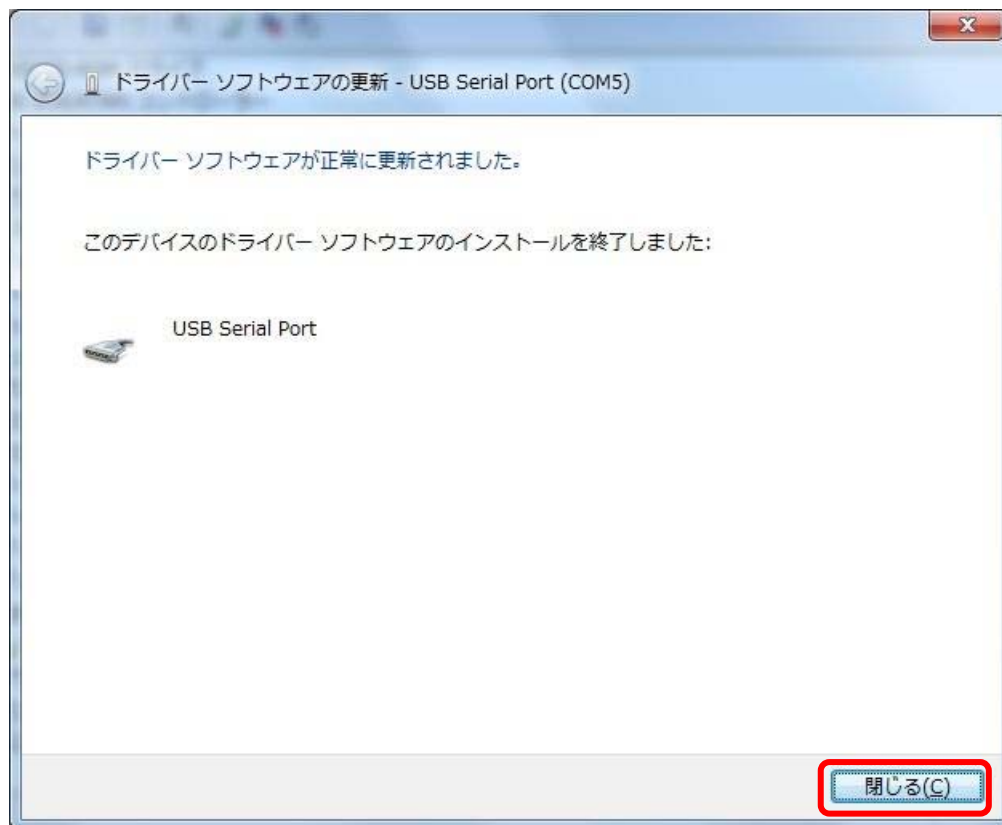 ドライバー ソフトウェアの更新 - USB Serial Port (COM5)
ドライバー ソフトウェアが正常に更新されました。
このデバイスのドライバー ソフトウェアのインストールを終了しました:
USB Serial Port
閉じる(C)